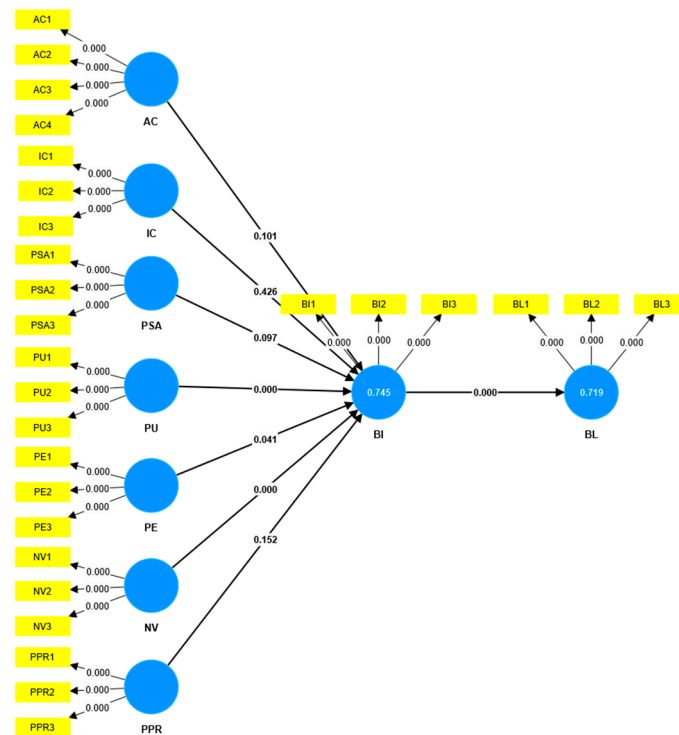 AC1
AC2
AC3
AC4
0.000
0.000
0.000
0.000
AC
IC1
IC2
IC3
0.000
0.000
0.000
IC
PSA1
PSA2
PSA3
0.000
0.000
0.000
PSA
PU1
PU2
PU3
0.000
0.000
0.000
PU
PE1
PE2
PE3
0.000
0.000
0.000
PE
NV1
NV2
NV3
0.000
0.000
0.000
NV
PPR1
PPR2
PPR3
0.000
0.000
0.000
PPR
0.101
0.426
0.097
0.000
0.041
0.000
0.152
BI1
BI2
BI3
0.000
0.000
0.000
0.745
BI
0.000
BL1
BL2
BL3
0.000
0.000
0.000
0.719
BL